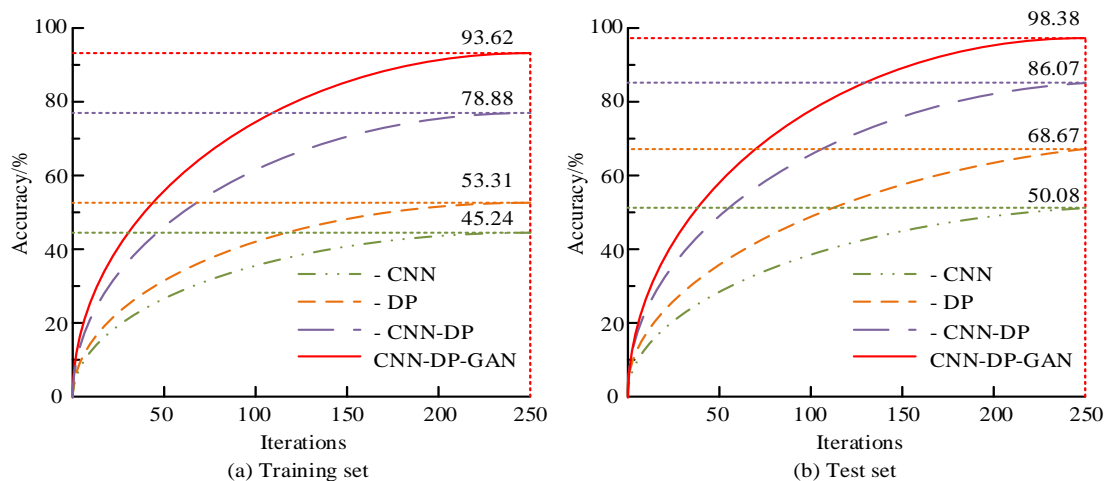 100
93.62
80
78.88
60
53.31
45.24
40
20
0
50
100
150
200
250
Accuracy/%
- CNN
- DP
- CNN-DP
CNN-DP-GAN
Iterations
(a) Training set
100
98.38
86.07
80
68.67
60
50.08
40
20
0
50
100
150
200
250
Accuracy/%
- CNN
- DP
- CNN-DP
CNN-DP-GAN
Iterations
(b) Test set